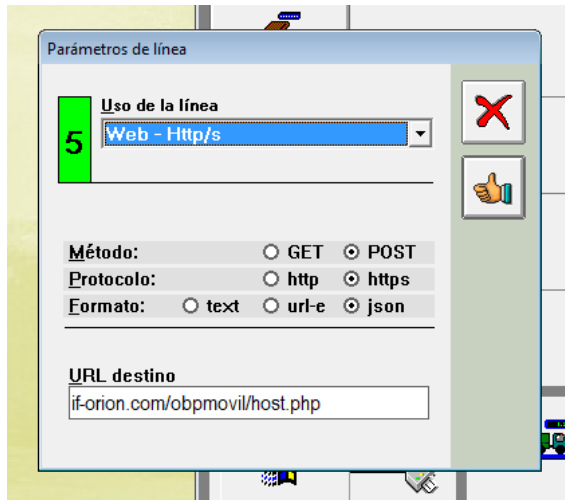 Parámetros de línea
Uso de la línea
5
Web - Http/s
Método: GET POST
Protocolo: http https
Formato: text url-e json
URL destino
if-orion.com/obpmovil/host.php